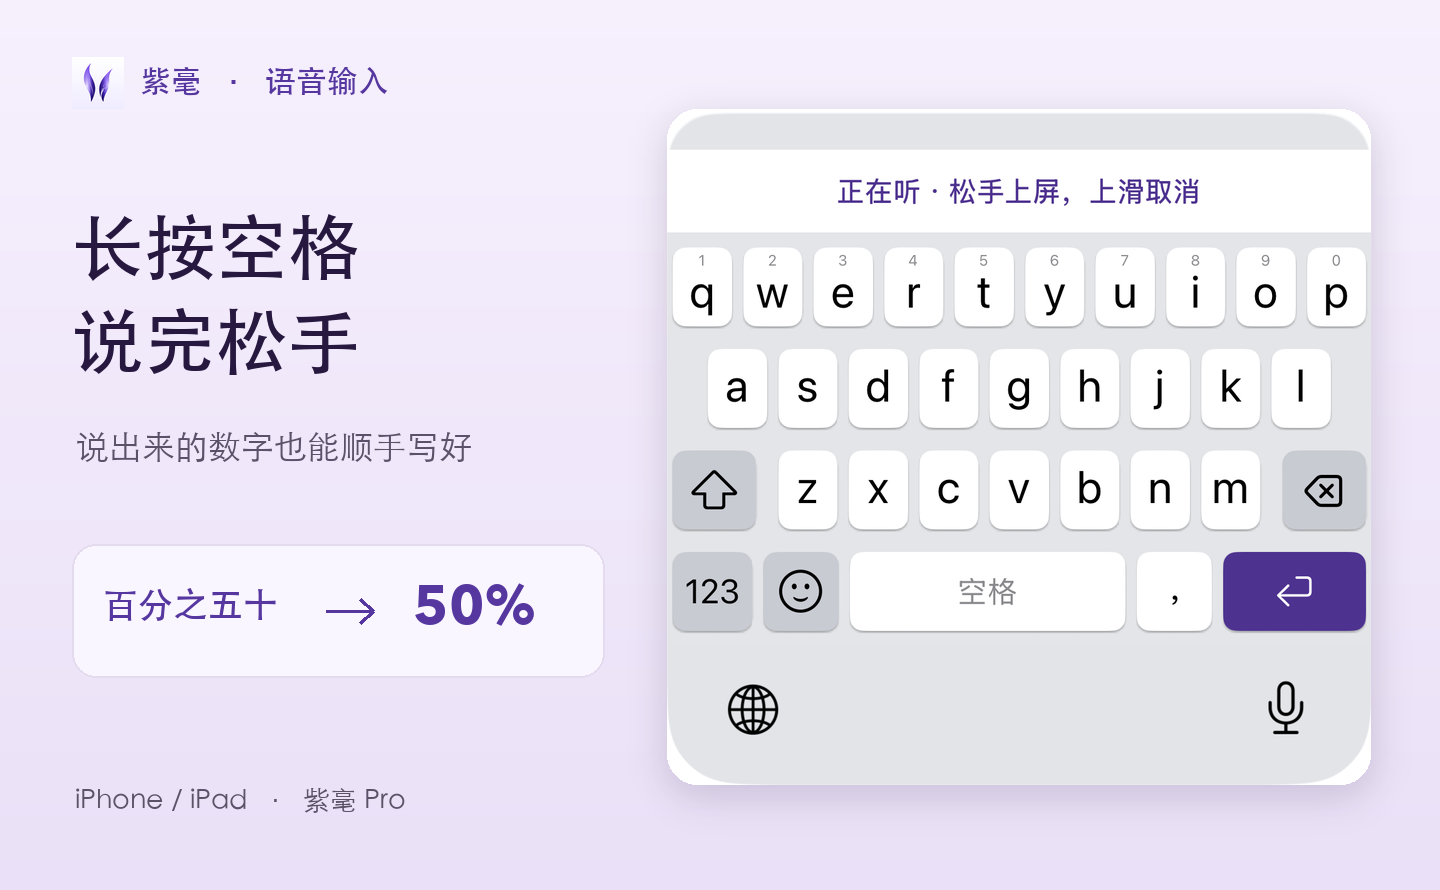 紫毫 · 语音输入
长按空格
说完松手
说出来的数字也能顺手写好
百分之五十 → 50%
iPhone / iPad · 紫毫 Pro
正在听 · 松手上屏，上滑取消
1 2 3 4 5 6 7 8 9 0
q w e r t y u i o p
a s d f g h j k l
z x c v b n m
123 空格 ,